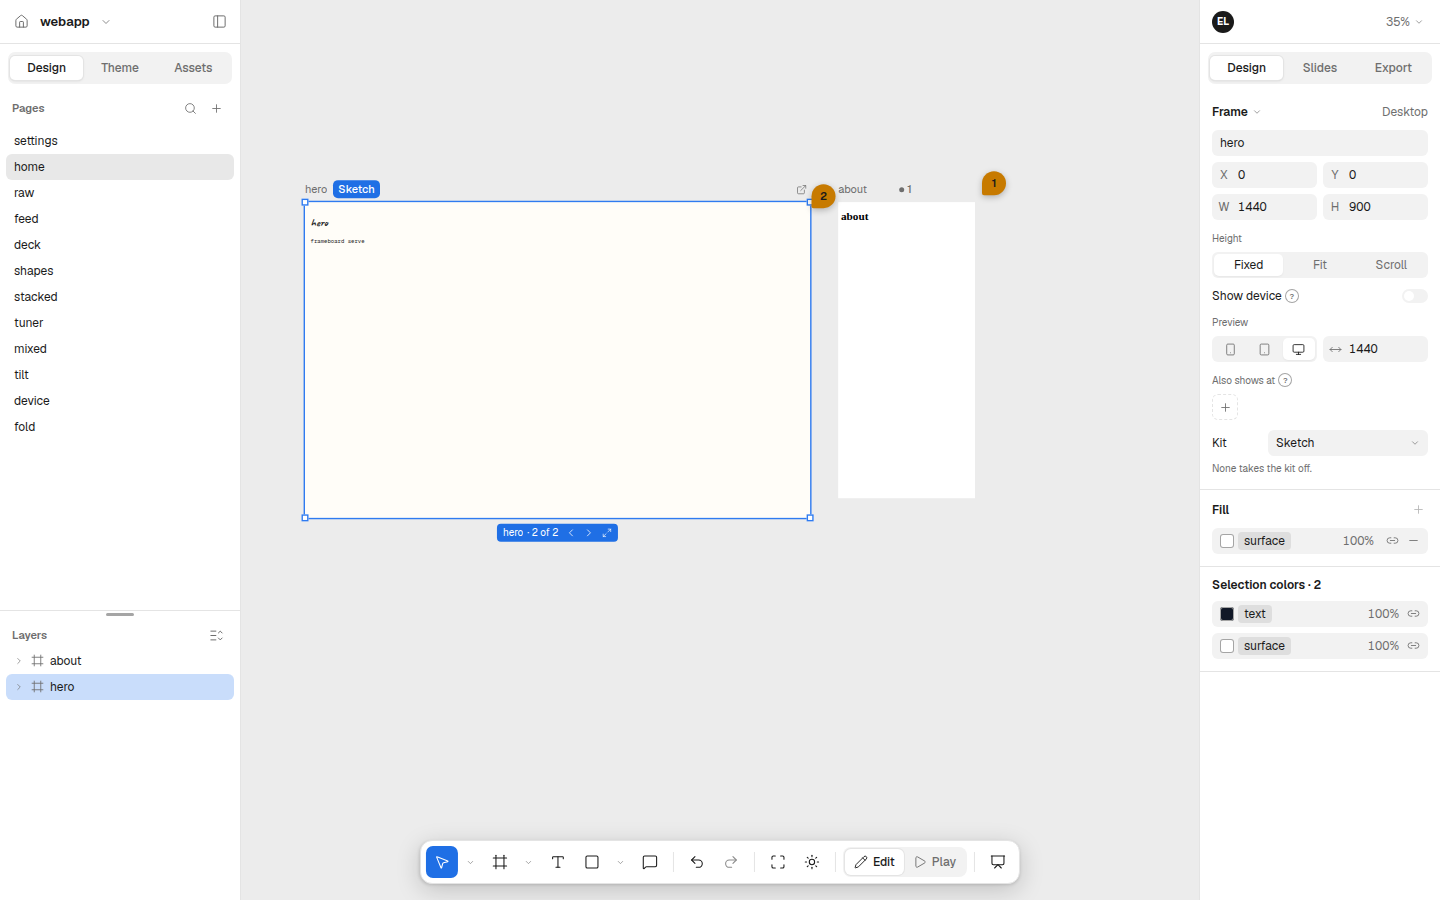 webapp
Design Theme Assets
Pages
settings
home
raw
feed
deck
shapes
stacked
tuner
mixed
tilt
device
fold
Layers
about
hero
hero Sketch
2
about 1
1
hero
frameboard serve
about
hero · 2 of 2
Edit Play
EL 35%
Design Slides Export
Frame Desktop
hero
X 0 Y 0
W 1440 H 900
Height
Fixed Fit Scroll
Show device ?
Preview
1440
Also shows at ?
Kit Sketch
None takes the kit off.
Fill
surface 100%
Selection colors · 2
text 100%
surface 100%